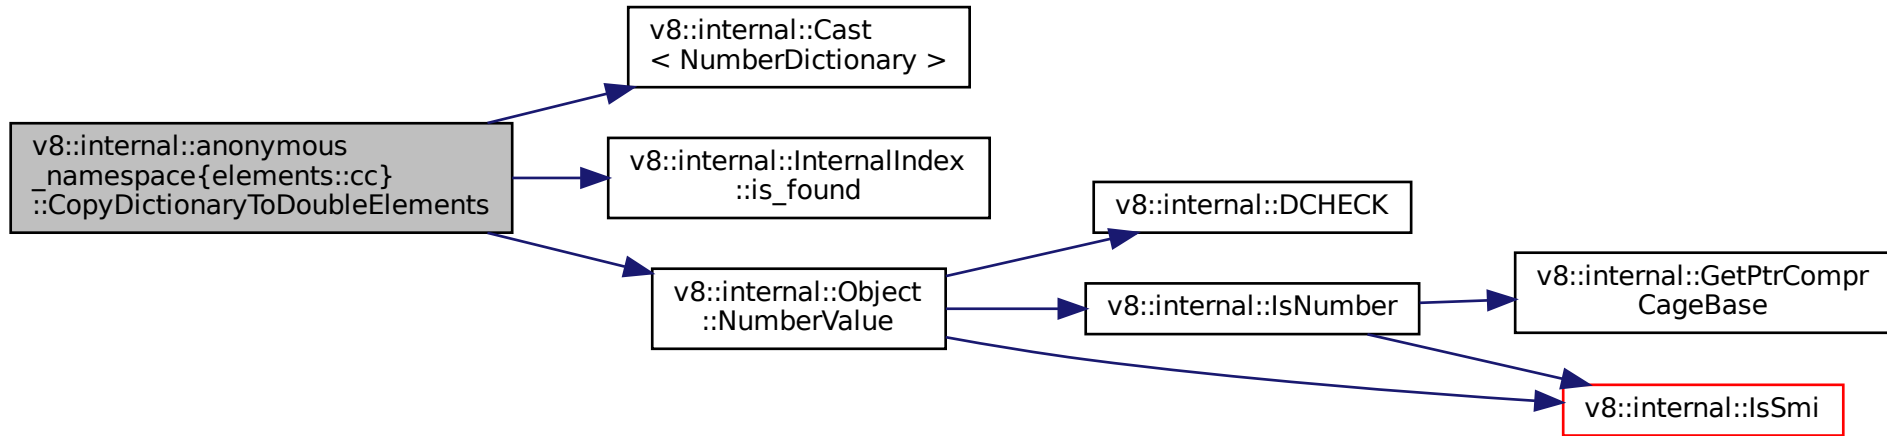 v8::internal::Cast
< NumberDictionary >
v8::internal::anonymous
_namespace{elements::cc}
::CopyDictionaryToDoubleElements
v8::internal::InternalIndex
::is_found
v8::internal::Object
::NumberValue
v8::internal::DCHECK
v8::internal::IsNumber
v8::internal::GetPtrCompr
CageBase
v8::internal::IsSmi